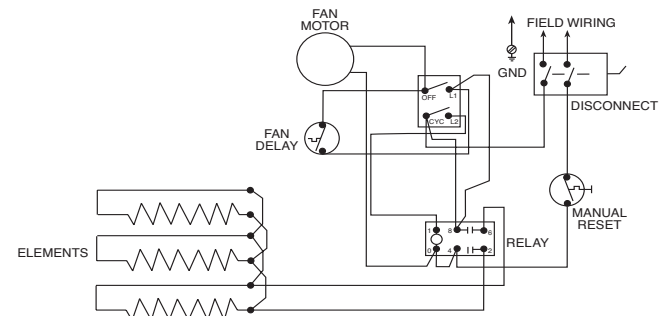 FAN
MOTOR
FIELD WIRING
GND
OFF
L1
CYC
L2
DISCONNECT
FAN
DELAY
MANUAL
RESET
1
8
6
RELAY
0
4
2
ELEMENTS